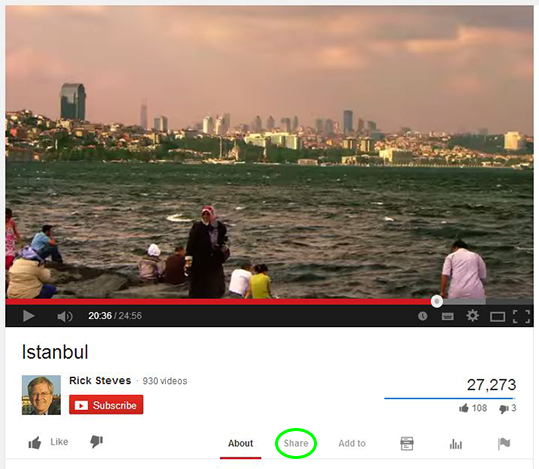 20:36 / 24:56
Istanbul
Rick Steves · 930 videos
Subscribe
27,273
108 3
Like
About Share Add to